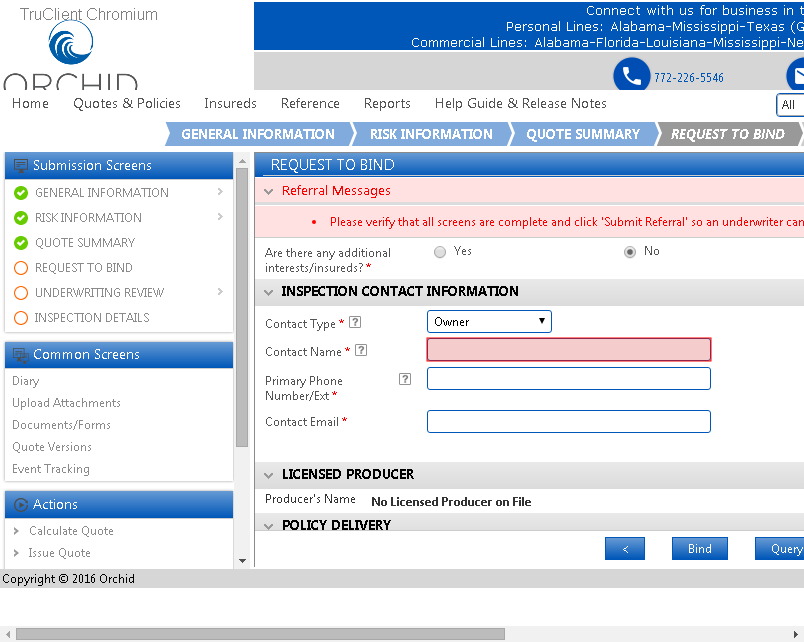 TruClient Chromium
ORCHID
Connect with us for business in
Personal Lines: Alabama-Mississippi-Texas
Commercial Lines: Alabama-Florida-Louisiana-Mississippi-Ne
772-226-5546
Home Quotes & Policies Insureds Reference Reports Help Guide & Release Notes All
GENERAL INFORMATION RISK INFORMATION QUOTE SUMMARY REQUEST TO BIND
Submission Screens
GENERAL INFORMATION
RISK INFORMATION
QUOTE SUMMARY
REQUEST TO BIND
UNDERWRITING REVIEW
INSPECTION DETAILS
Common Screens
Diary
Upload Attachments
Documents/Forms
Quote Versions
Event Tracking
Actions
Calculate Quote
Issue Quote
REQUEST TO BIND
Referral Messages
• Please verify that all screens are complete and click 'Submit Referral' so an underwriter can
Are there any additional
interests/insureds? * Yes No
INSPECTION CONTACT INFORMATION
Contact Type * ? Owner
Contact Name * ?
Primary Phone ?
Number/Ext *
Contact Email *
LICENSED PRODUCER
Producer's Name No Licensed Producer on File
POLICY DELIVERY
< Bind Query
Copyright © 2016 Orchid